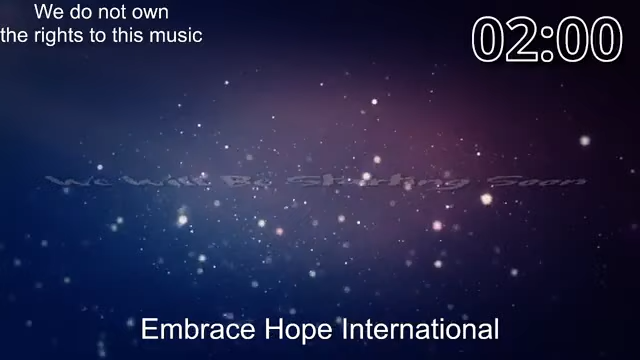 We do not own
the rights to this music
02:00
We Will Be Starting Soon
Embrace Hope International